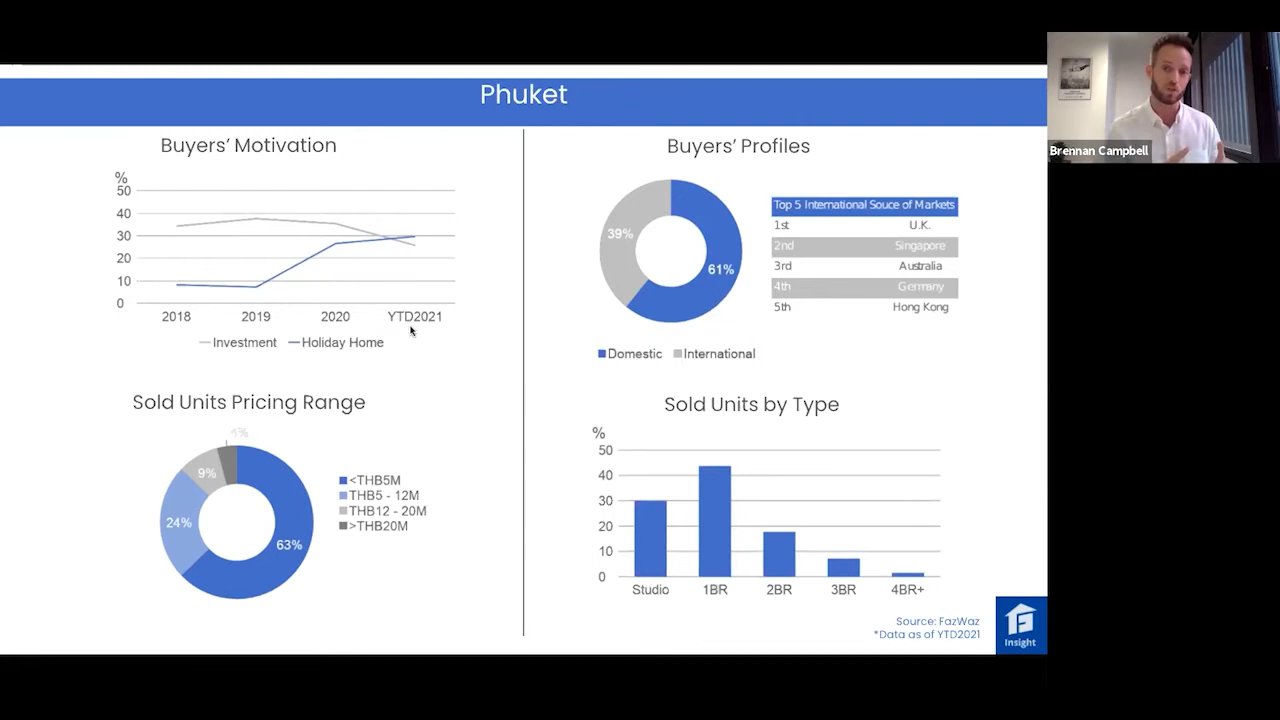 Phuket
Buyers' Motivation
%
50
40
30
20
10
0
2018 2019 2020 YTD2021
Investment Holiday Home
Buyers' Profiles
39%
61%
Domestic International
Top 5 International Souce of Markets
1st U.K.
2nd Singapore
3rd Australia
4th Germany
5th Hong Kong
Sold Units Pricing Range
9%
24%
63%
<THB5M
THB5 - 12M
THB12 - 20M
>THB20M
Sold Units by Type
%
50
40
30
20
10
0
Studio 1BR 2BR 3BR 4BR+
Source: FazWaz
*Data as of YTD2021
Insight
Brennan Campbell